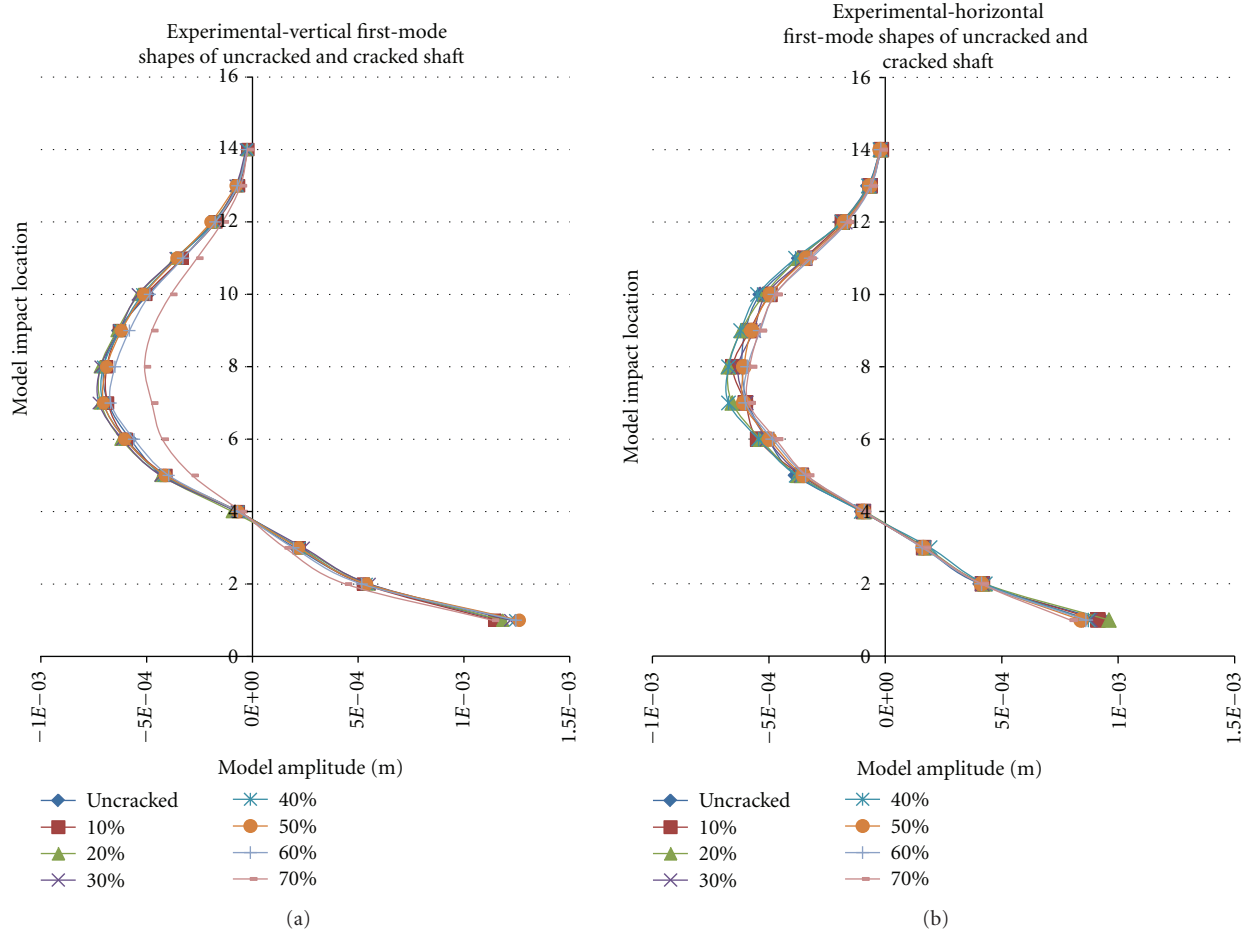 Experimental-vertical first-mode
shapes of uncracked and cracked shaft
16
14
12
10
8
6
4
2
0
Model impact location
−1E−03
−5E−04
0E+00
5E−04
1E−03
1.5E−03
Model amplitude (m)
Uncracked
10%
20%
30%
40%
50%
60%
70%
(a)
Experimental-horizontal
first-mode shapes of uncracked and
cracked shaft
16
14
12
10
8
6
4
2
0
Model impact location
−1E−03
−5E−04
0E+00
5E−04
1E−03
1.5E−03
Model amplitude (m)
Uncracked
10%
20%
30%
40%
50%
60%
70%
(b)